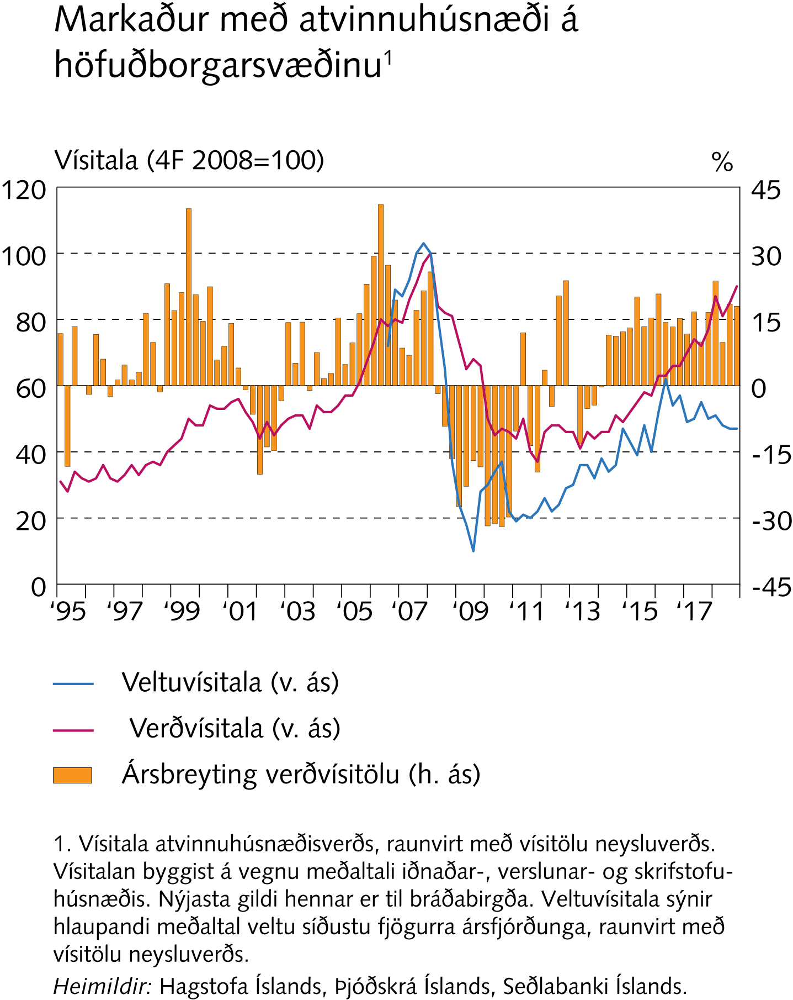 Markaður með atvinnuhúsnæði á
höfuðborgarsvæðinu¹
Vísitala (4F 2008=100)
%
120
100
80
60
40
20
0
45
30
15
0
-15
-30
-45
‘95 ‘97 ‘99 ‘01 ‘03 ‘05 ‘07 ‘09 ‘11 ‘13 ‘15 ‘17
Veltuvísitala (v. ás)
Verðvísitala (v. ás)
Ársbreyting verðvísitölu (h. ás)
1. Vísitala atvinnuhúsnæðisverðs, raunvirt með vísitölu neysluverðs.
Vísitalan byggist á vegnu meðaltali iðnaðar-, verslunar- og skrifstofu-
húsnæðis. Nýjasta gildi hennar er til bráðabirgða. Veltuvísitala sýnir
hlaupandi meðaltal veltu síðustu fjögurra ársfjórðunga, raunvirt með
vísitölu neysluverðs.
Heimildir: Hagstofa Íslands, Þjóðskrá Íslands, Seðlabanki Íslands.